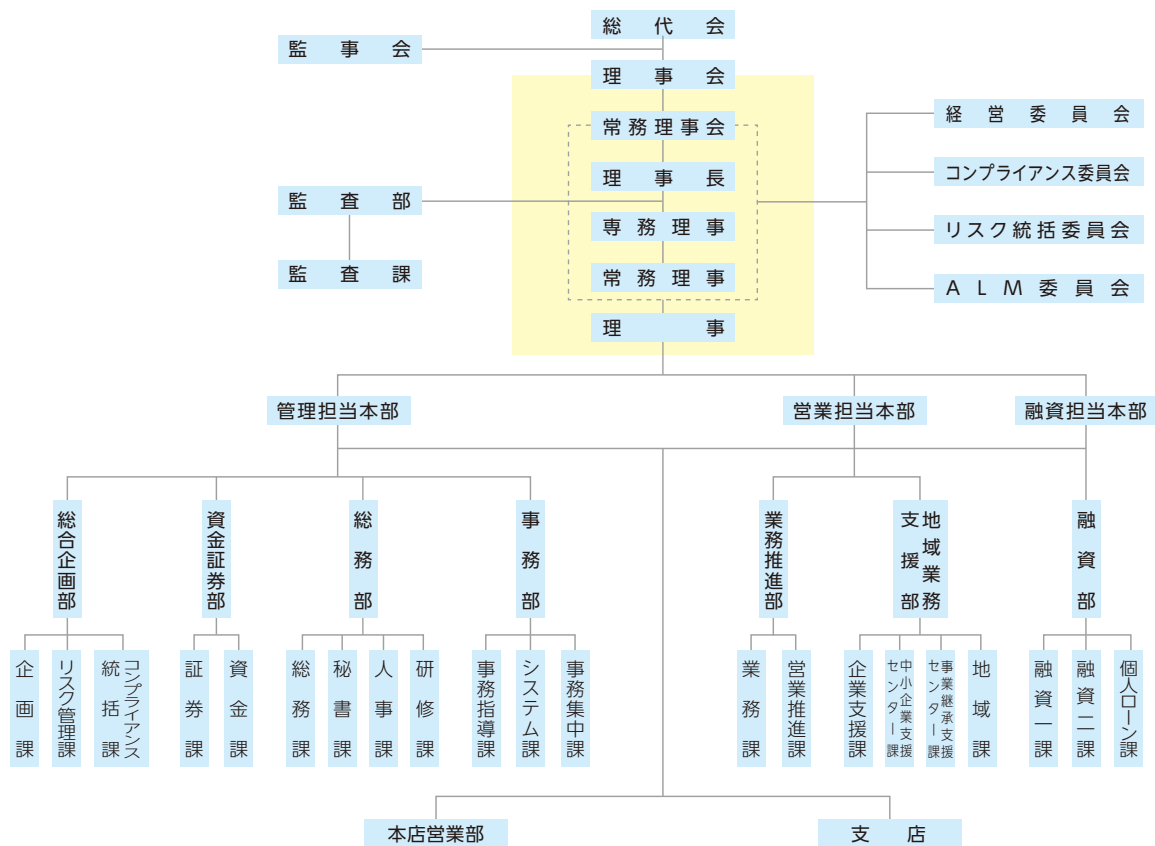 総代会
監事会
理事会
常務理事会
経営委員会
理事長
コンプライアンス委員会
監査部
専務理事
リスク統括委員会
監査課
常務理事
ALM委員会
理事
管理担当本部
営業担当本部
融資担当本部
総合企画部
資金証券部
総務部
事務部
業務推進部
地域業務
支援部
融資部
企画課
リスク管理課
コンプライアンス
統括課
証券課
資金課
総務課
秘書課
人事課
研修課
事務指導課
システム課
事務集中課
業務課
営業推進課
企業支援課
中小企業支援
センター課
事業継承支援
センター課
地域課
融資一課
融資二課
個人ローン課
本店営業部
支店